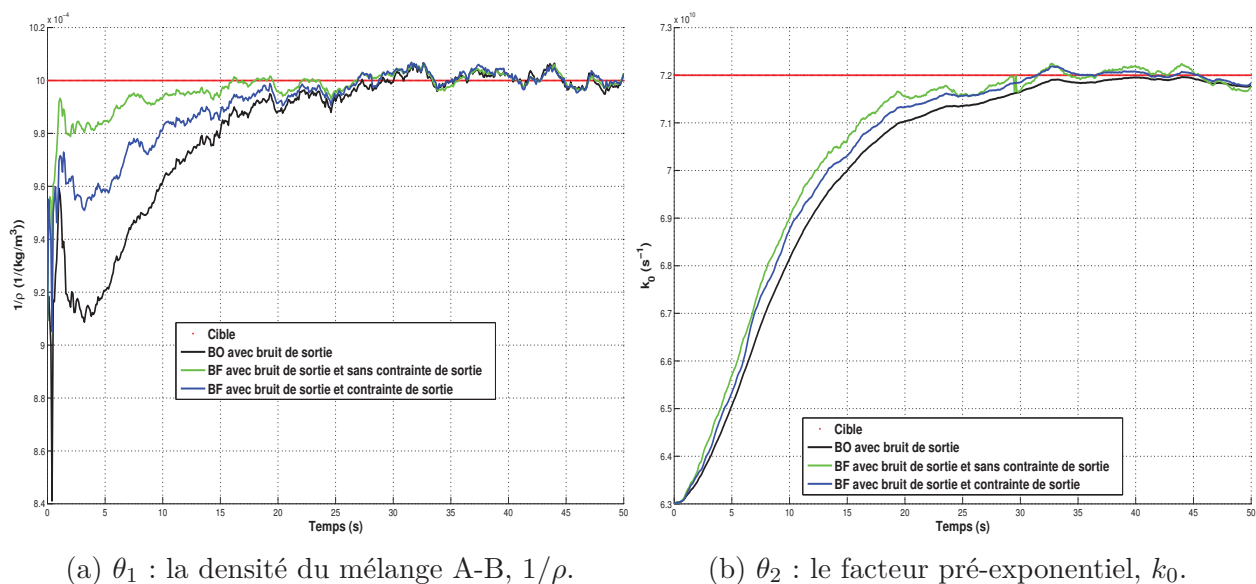 x 10⁻⁴
10.2
10
9.8
9.6
9.4
9.2
9
8.8
8.6
8.4
1/ρ (1/(kg/m³))
0 5 10 15 20 25 30 35 40 45 50
Temps (s)
Cible
BO avec bruit de sortie
BF avec bruit de sortie et sans contrainte de sortie
BF avec bruit de sortie et contrainte de sortie
(a) θ₁ : la densité du mélange A-B, 1/ρ.
x 10¹⁰
7.3
7.2
7.1
7
6.9
6.8
6.6
6.5
6.4
6.3
k₀ (s⁻¹)
0 5 10 15 20 25 30 35 40 45 50
Temps (s)
Cible
BO avec bruit de sortie
BF avec bruit de sortie et sans contrainte de sortie
BF avec bruit de sortie et contrainte de sortie
(b) θ₂ : le facteur pré-exponentiel, k₀.